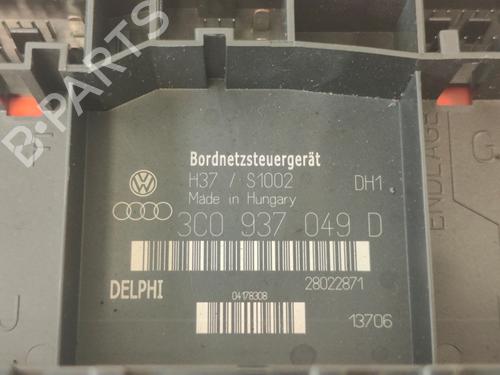 B-PARTS
Bordnetzsteuergerät
H37 / S1002 DH1
Made in Hungary
3C0 937 049 D
DELPHI 28022871
04178308
13706
ENDLAGE